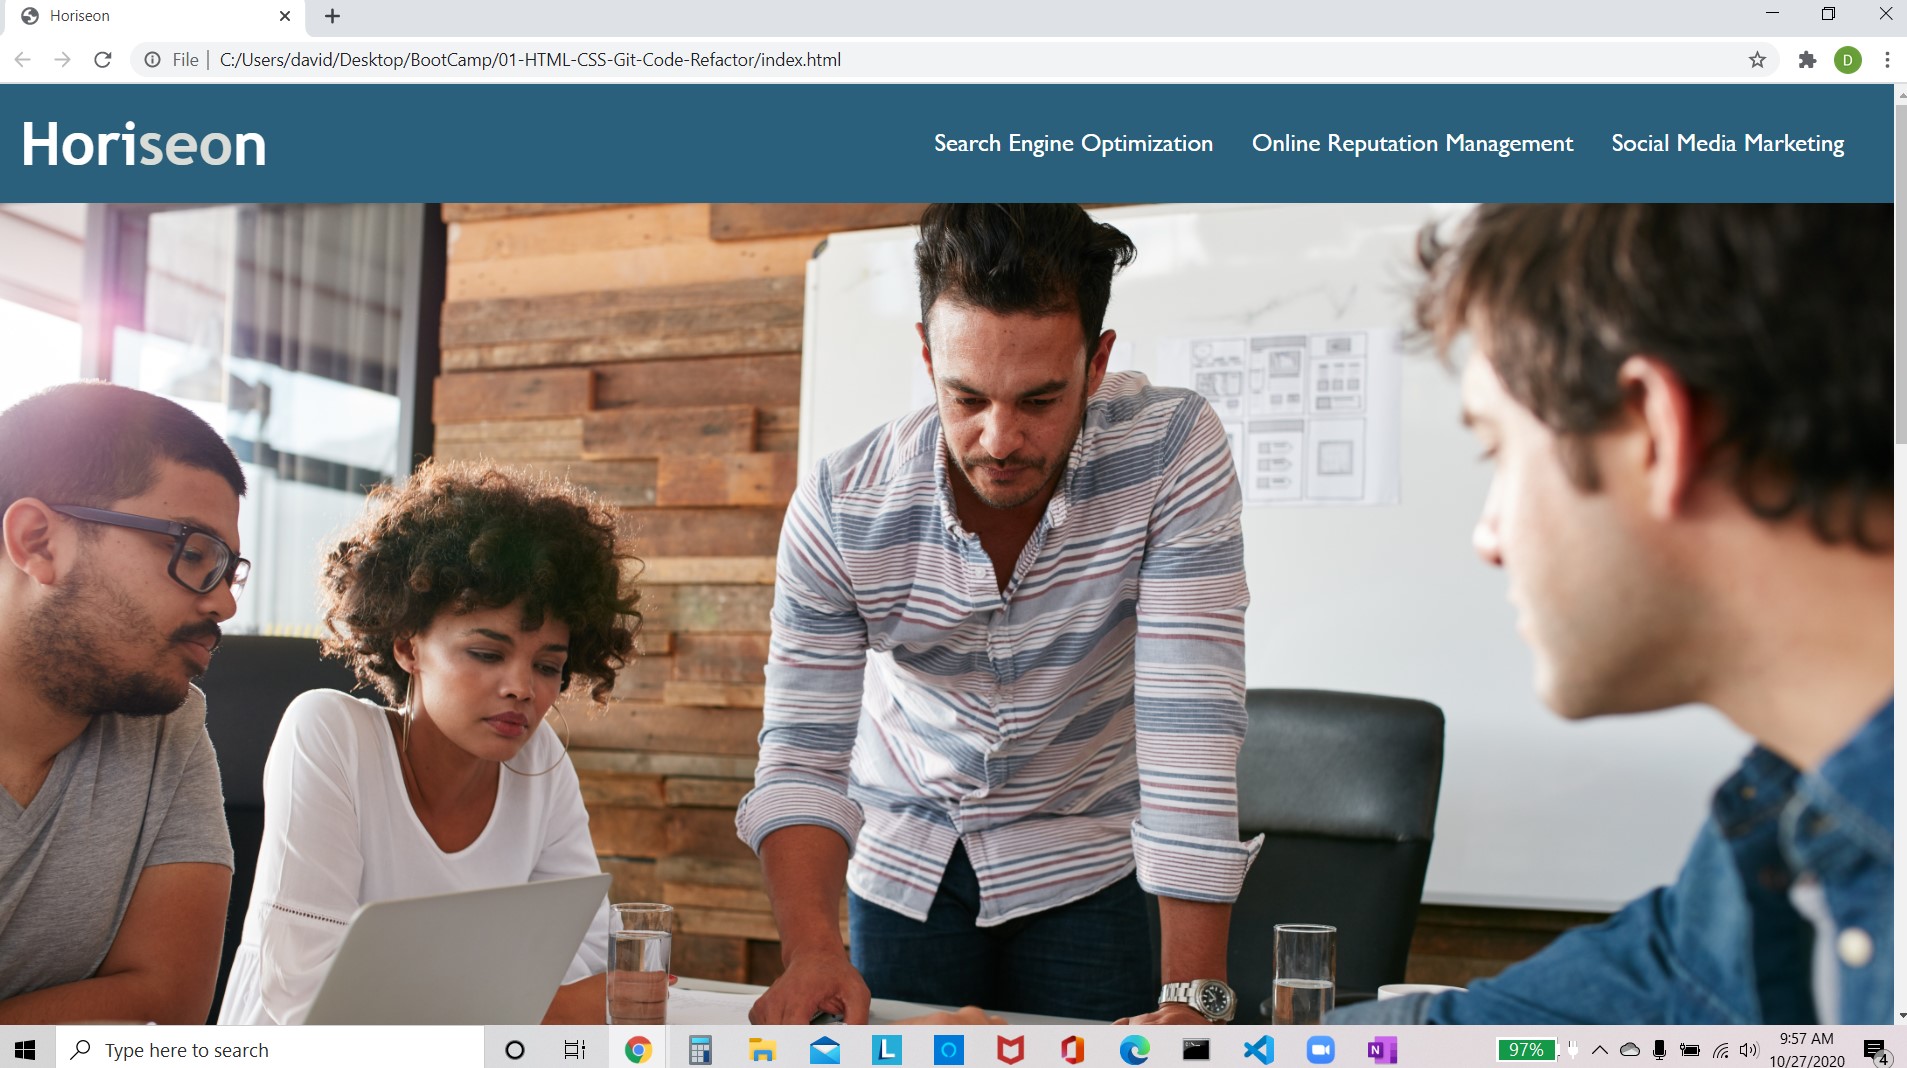 Horiseon
File | C:/Users/david/Desktop/BootCamp/01-HTML-CSS-Git-Code-Refactor/index.html
D
Horiseon
Search Engine Optimization
Online Reputation Management
Social Media Marketing
Type here to search
L
N
97%
9:57 AM
10/27/2020
4